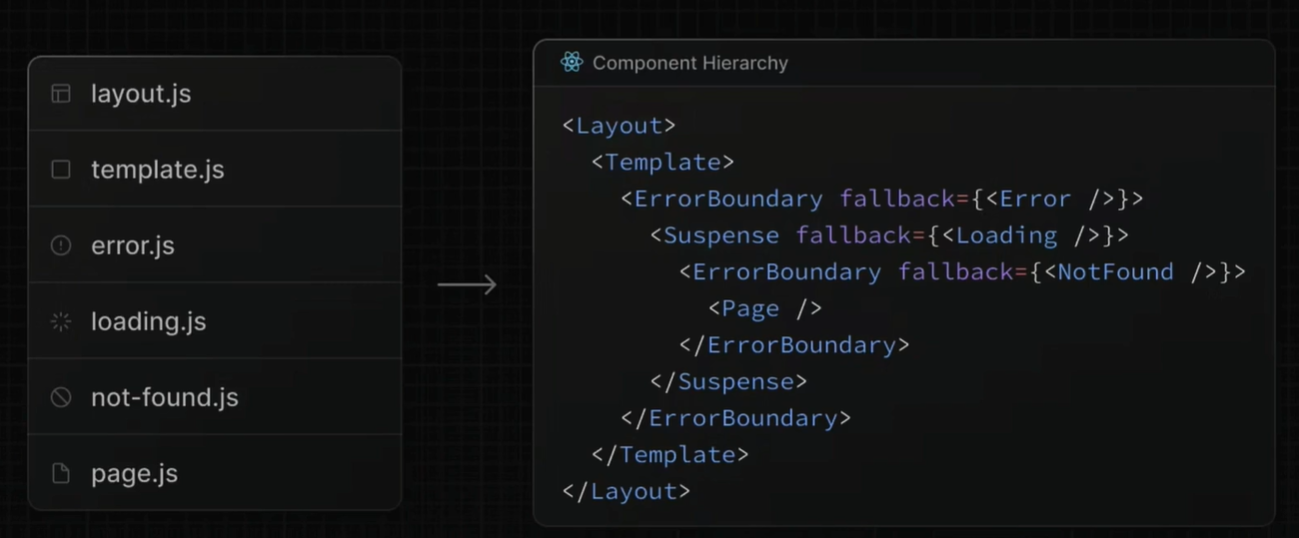 layout.js
template.js
error.js
loading.js
not-found.js
page.js
Component Hierarchy
<Layout>
<Template>
<ErrorBoundary fallback={<Error />}>
<Suspense fallback={<Loading />}>
<ErrorBoundary fallback={<NotFound />}>
<Page />
</ErrorBoundary>
</Suspense>
</ErrorBoundary>
</Template>
</Layout>